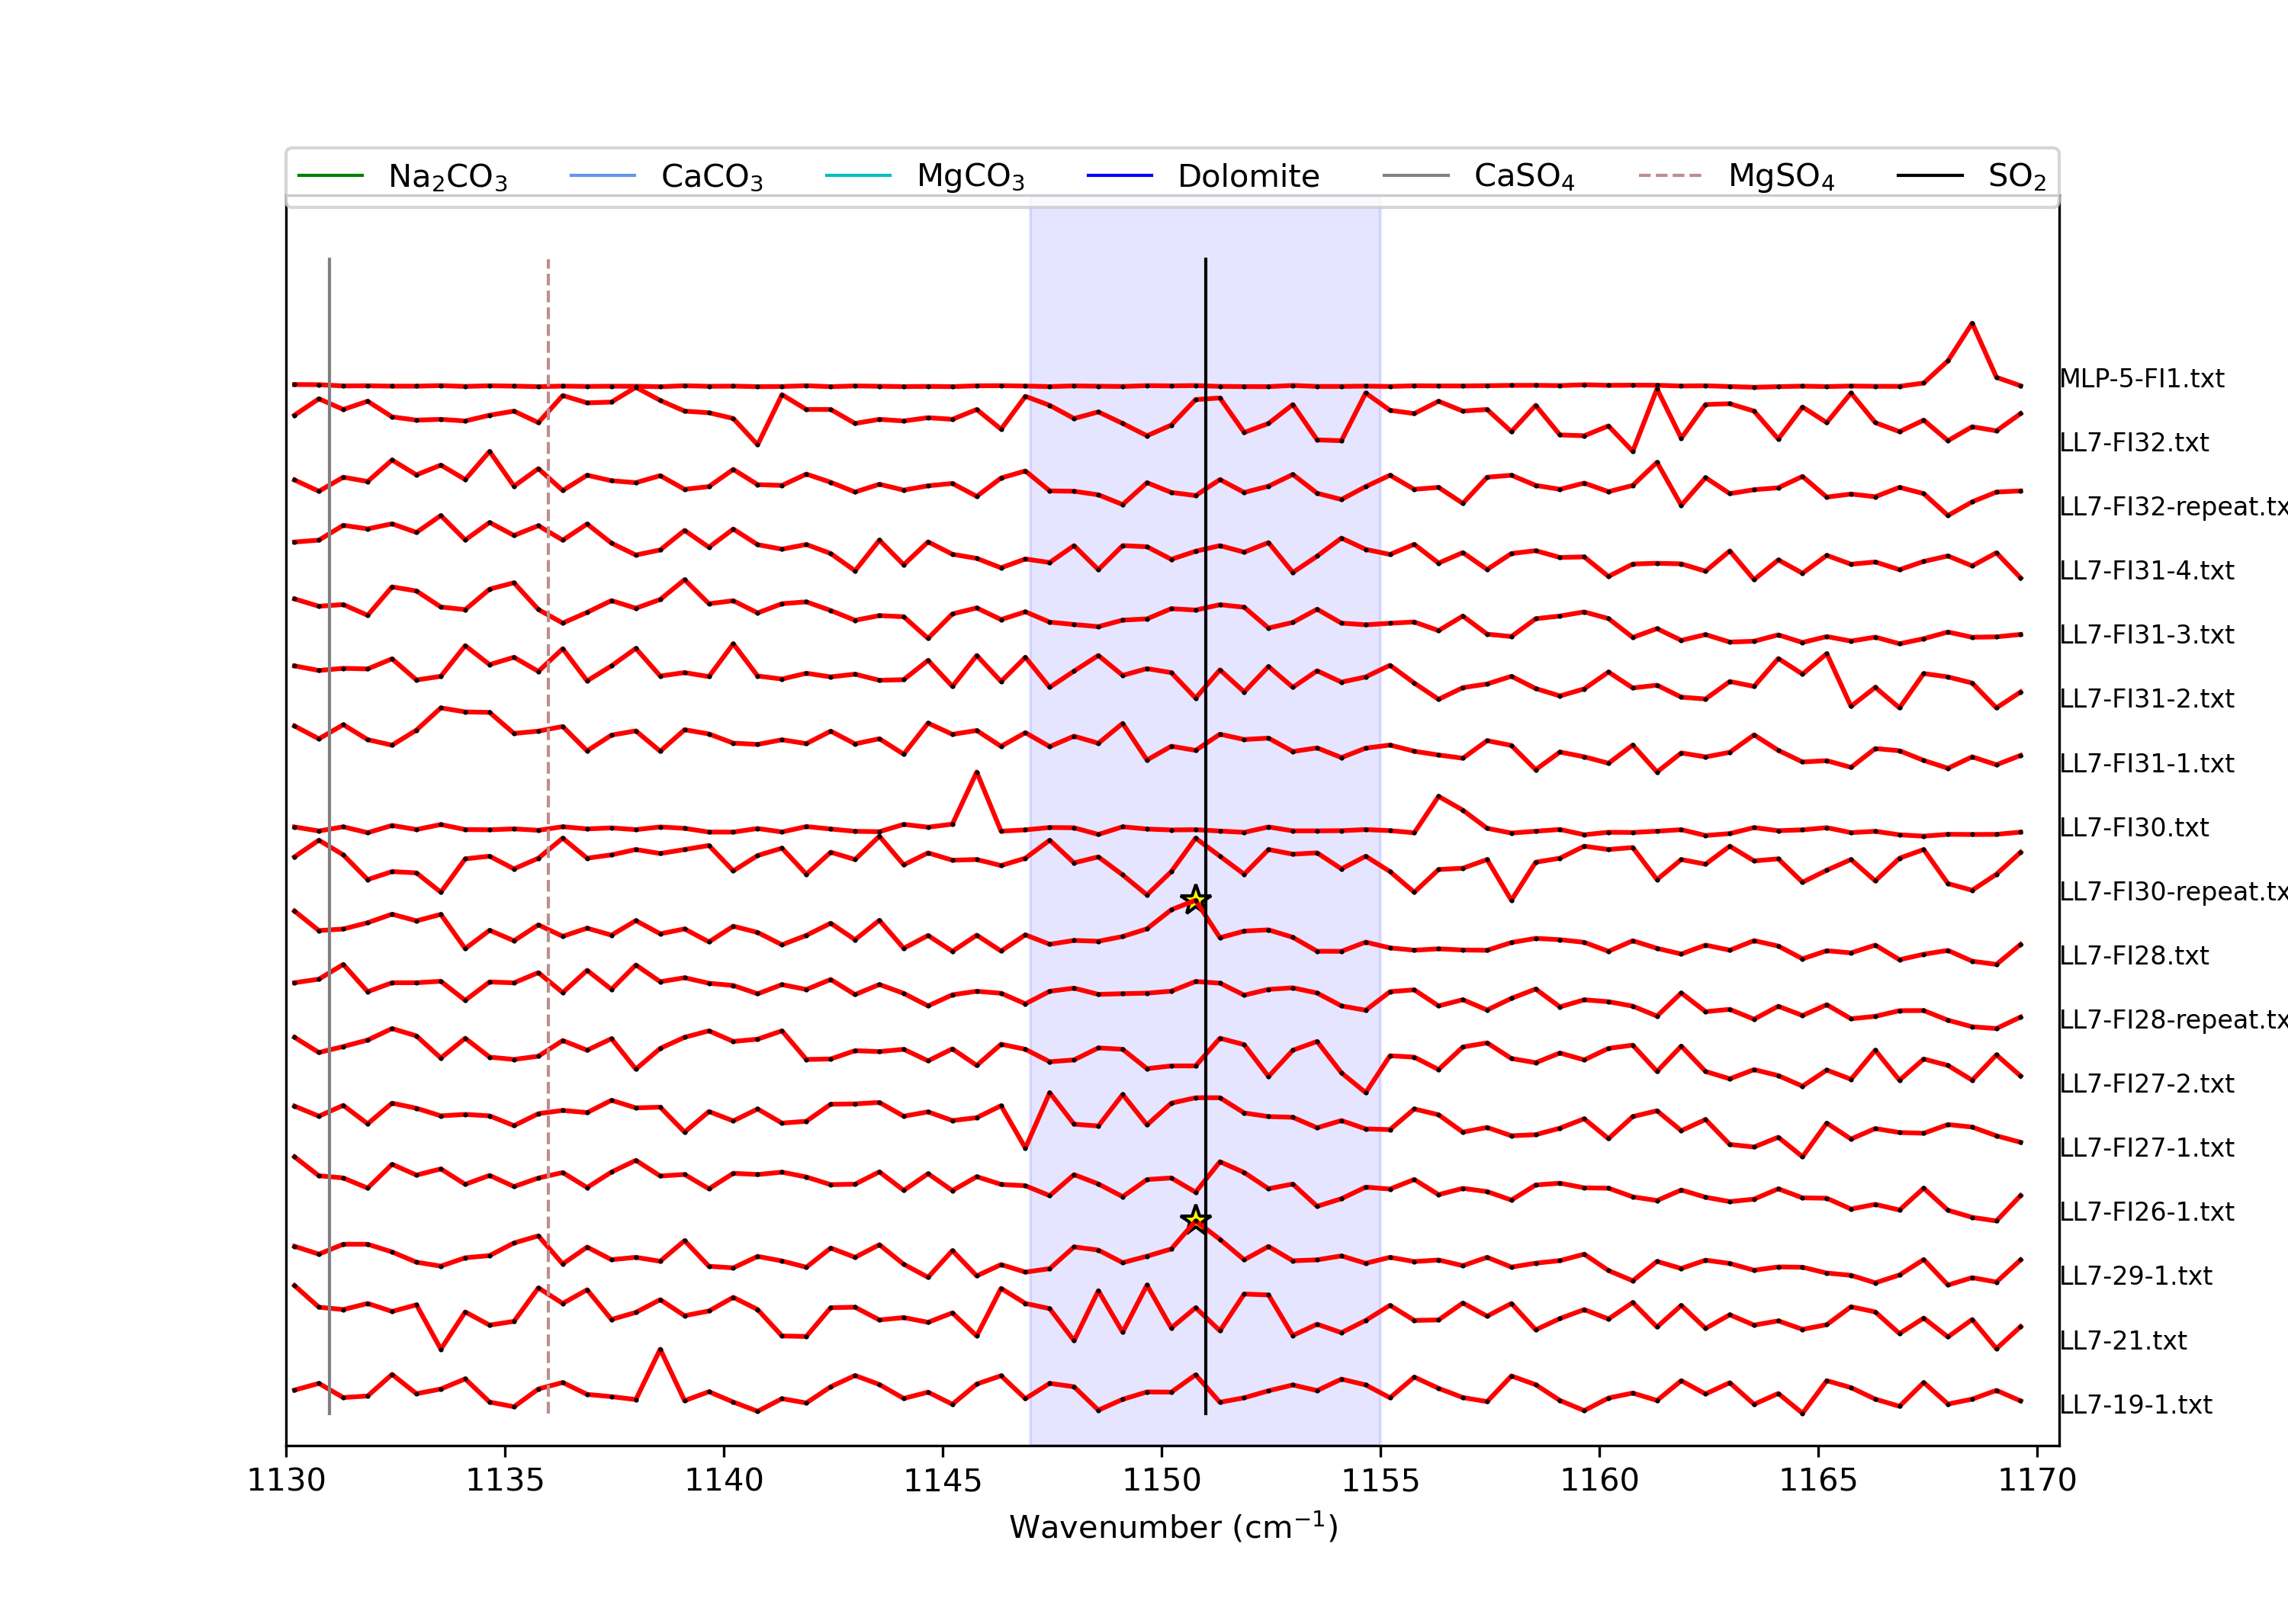 Na₂CO₃ CaCO₃ MgCO₃ Dolomite CaSO₄ MgSO₄ SO₂
MLP-5-FI1.txt
LL7-FI32.txt
LL7-FI32-repeat.tx
LL7-FI31-4.txt
LL7-FI31-3.txt
LL7-FI31-2.txt
LL7-FI31-1.txt
LL7-FI30.txt
LL7-FI30-repeat.tx
LL7-FI28.txt
LL7-FI28-repeat.tx
LL7-FI27-2.txt
LL7-FI27-1.txt
LL7-FI26-1.txt
LL7-29-1.txt
LL7-21.txt
LL7-19-1.txt
1130 1135 1140 1145 1150 1155 1160 1165 1170
Wavenumber (cm⁻¹)